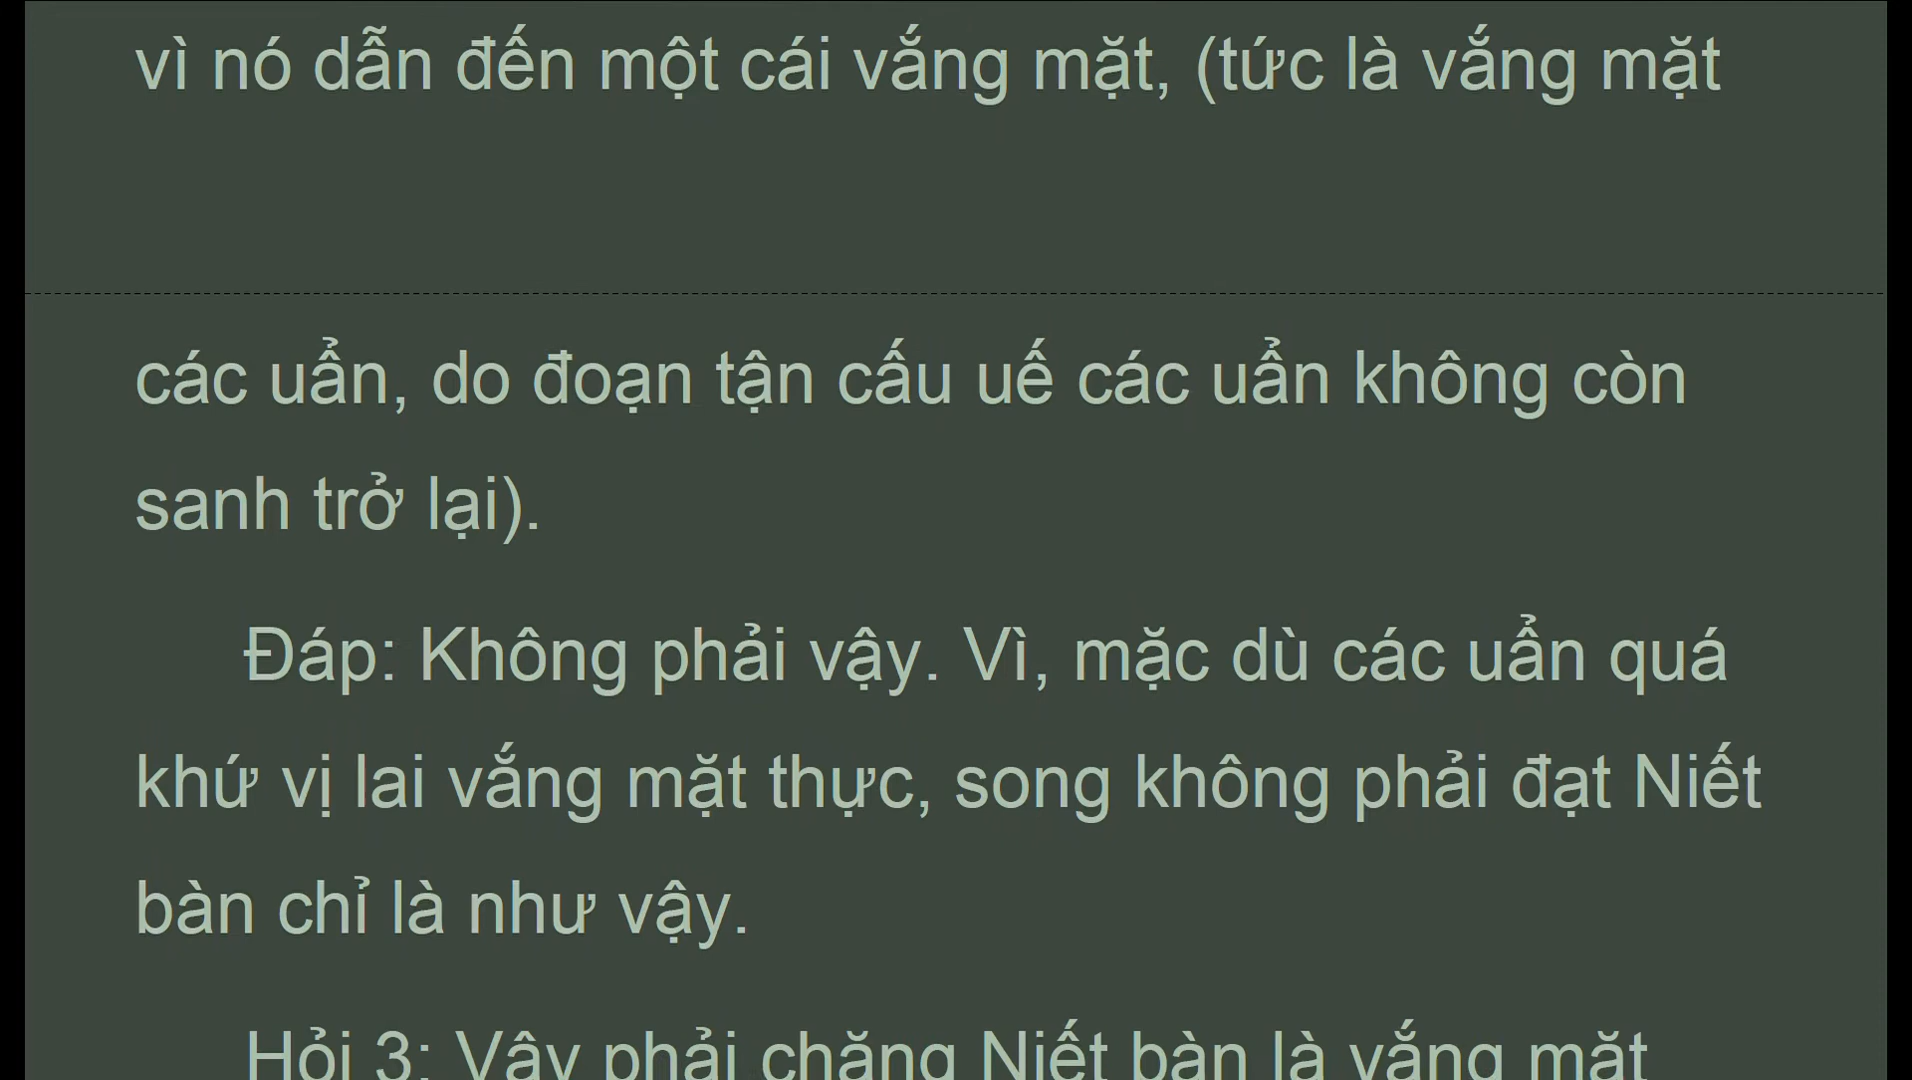 vì nó dẫn đến một cái vắng mặt, (tức là vắng mặt
các uẩn, do đoạn tận cấu uế các uẩn không còn
sanh trở lại).
Đáp: Không phải vậy. Vì, mặc dù các uẩn quá
khứ vị lai vắng mặt thực, song không phải đạt Niết
bàn chỉ là như vậy.
Hỏi 3: Vậy phải chăng Niết bàn là vắng mặt